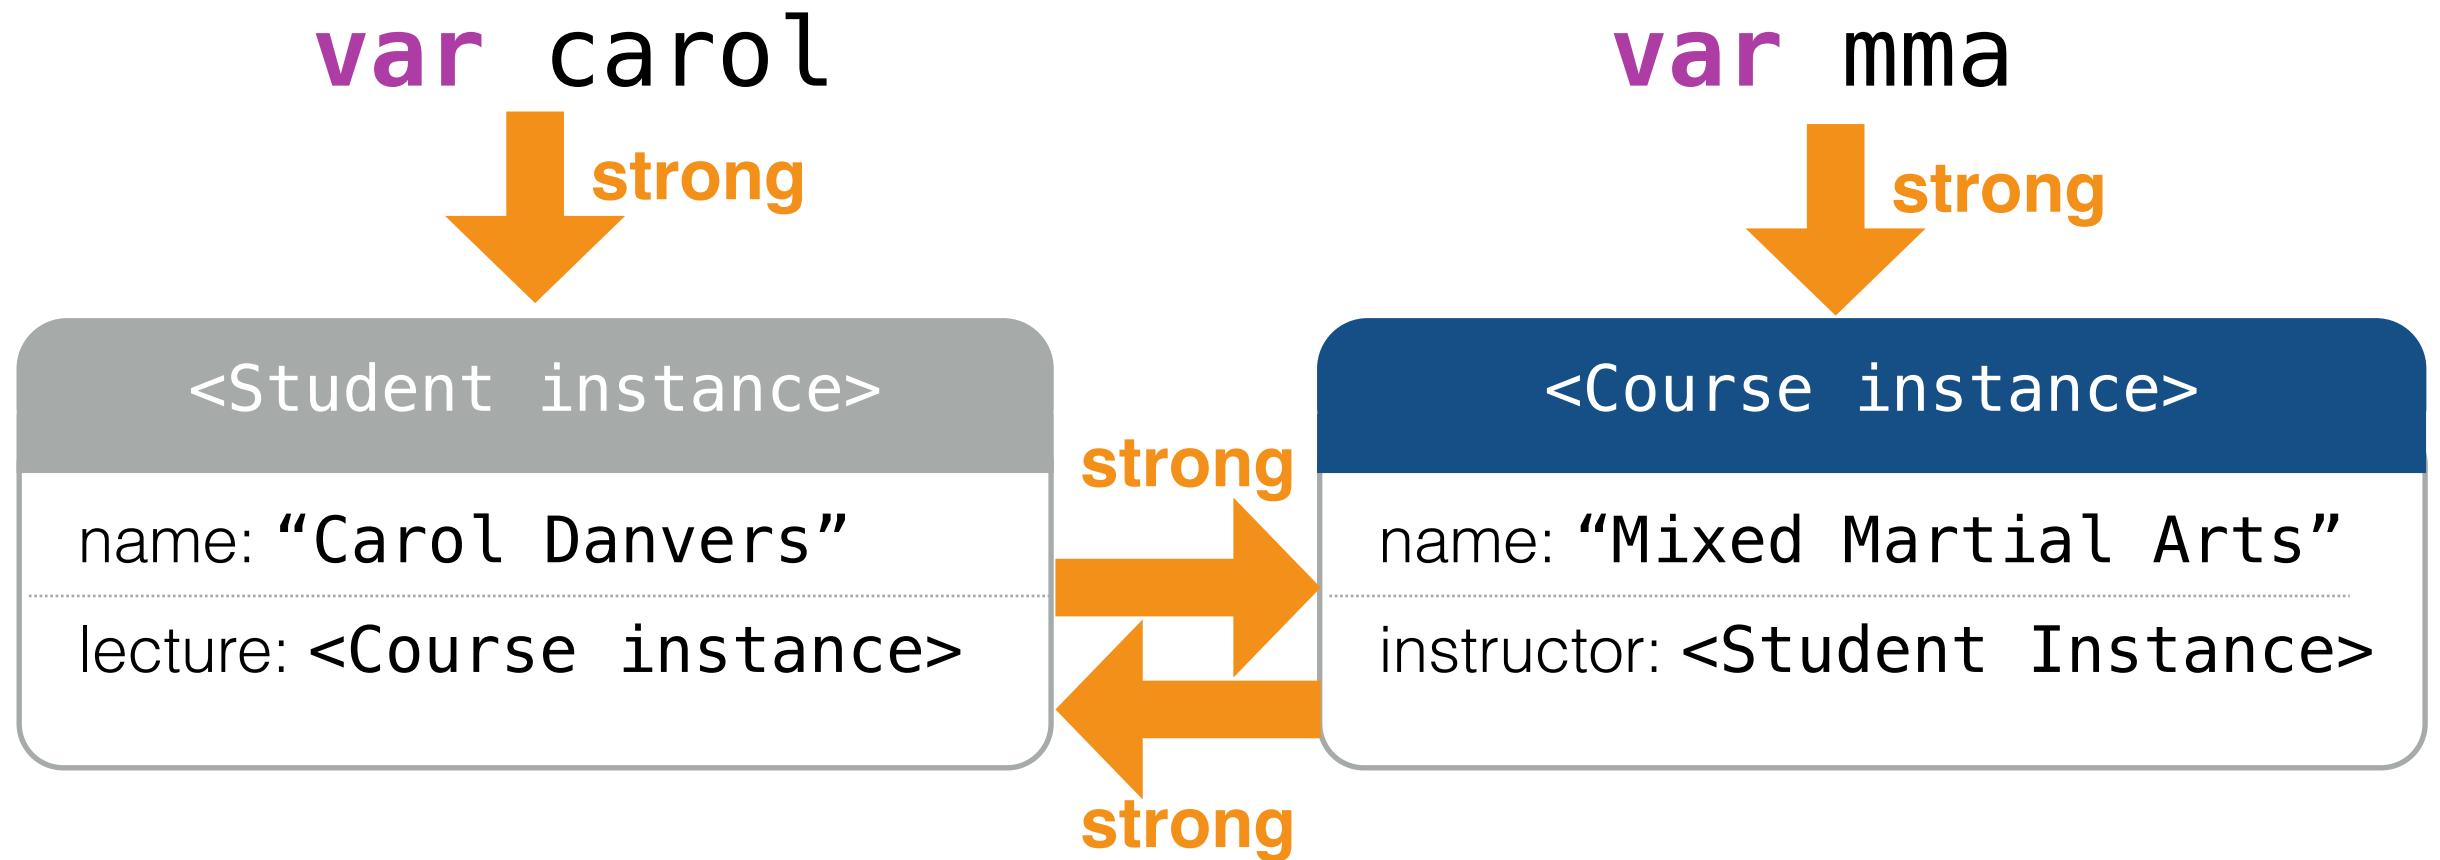 var carol
var mma
strong
strong
<Student instance>
<Course instance>
strong
name: “Carol Danvers”
name: “Mixed Martial Arts”
lecture: <Course instance>
instructor: <Student Instance>
strong